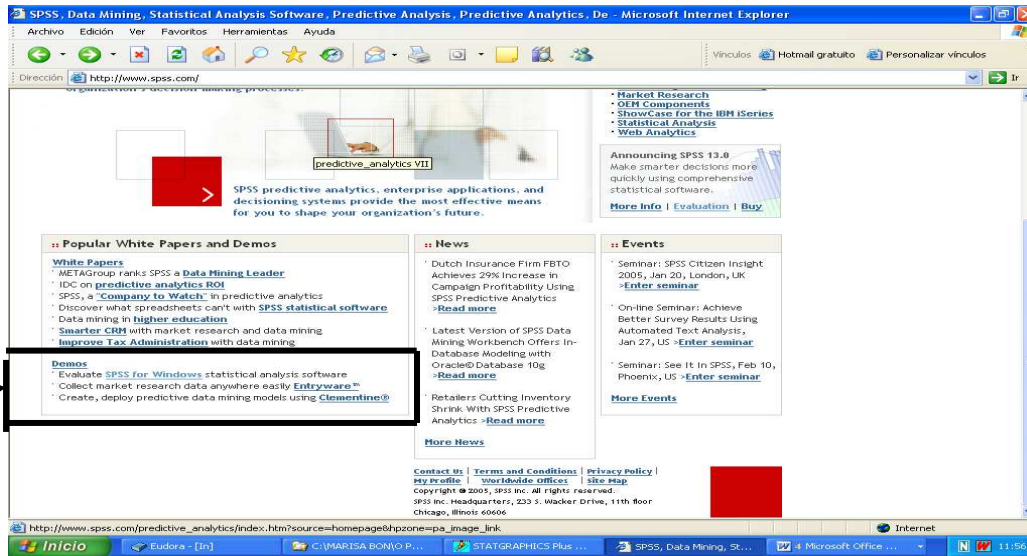 SPSS, Data Mining, Statistical Analysis Software, Predictive Analysis, Predictive Analytics, De - Microsoft Internet Explorer
Archivo Edición Ver Favoritos Herramientas Ayuda
Vínculos Hotmail gratuito Personalizar vínculos
Dirección http://www.spss.com/ Ir
organization's decision-making processes.
predictive_analytics VII
SPSS predictive analytics, enterprise applications, and
decisioning systems provide the most effective means
for you to shape your organization's future.
· Market Research
· OEM Components
· ShowCase for the IBM iSeries
· Statistical Analysis
· Web Analytics
Announcing SPSS 13.0
Make smarter decisions more
quickly using comprehensive
statistical software.
More Info | Evaluation | Buy
:: Popular White Papers and Demos
White Papers
· METAGroup ranks SPSS a Data Mining Leader
· IDC on predictive analytics ROI
· SPSS, a "Company to Watch" in predictive analytics
· Discover what spreadsheets can't with SPSS statistical software
· Data mining in higher education
· Smarter CRM with market research and data mining
· Improve Tax Administration with data mining
Demos
· Evaluate SPSS for Windows statistical analysis software
· Collect market research data anywhere easily Entryware™
· Create, deploy predictive data mining models using Clementine®
:: News
· Dutch Insurance Firm FBTO
Achieves 29% Increase in
Campaign Profitability Using
SPSS Predictive Analytics
>Read more
· Latest Version of SPSS Data
Mining Workbench Offers In-
Database Modeling with
Oracle® Database 10g
>Read more
· Retailers Cutting Inventory
Shrink With SPSS Predictive
Analytics >Read more
More News
:: Events
· Seminar: SPSS Citizen Insight
2005, Jan 20, London, UK
>Enter seminar
· On-line Seminar: Achieve
Better Survey Results Using
Automated Text Analysis,
Jan 27, US >Enter seminar
· Seminar: See It In SPSS, Feb 10,
Phoenix, US >Enter seminar
More Events
Contact Us | Terms and Conditions | Privacy Policy |
My Profile | Worldwide Offices | Site Map
Copyright © 2005, SPSS Inc. All rights reserved.
SPSS Inc. Headquarters, 233 S. Wacker Drive, 11th floor
Chicago, Illinois 60606
http://www.spss.com/predictive_analytics/index.htm?source=homepage&hpzone=pa_image_link Internet
Inicio Eudora - [In] C:\MARISA BON\O P... STATGRAPHICS Plus ... SPSS, Data Mining, St... 4 Microsoft Office ... 11:56